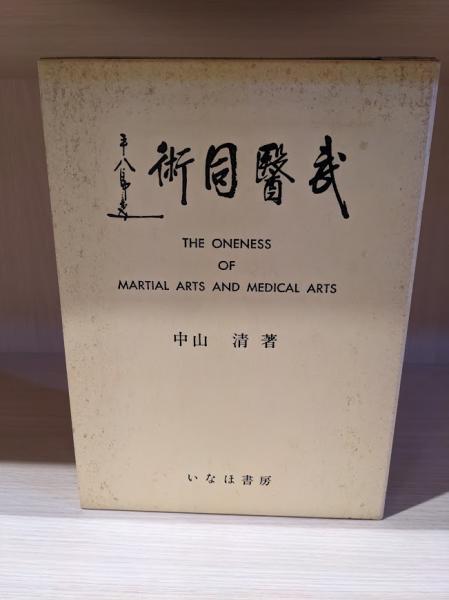 武醫同術
THE ONENESS
OF
MARTIAL ARTS AND MEDICAL ARTS
中山 清著
いなほ書房